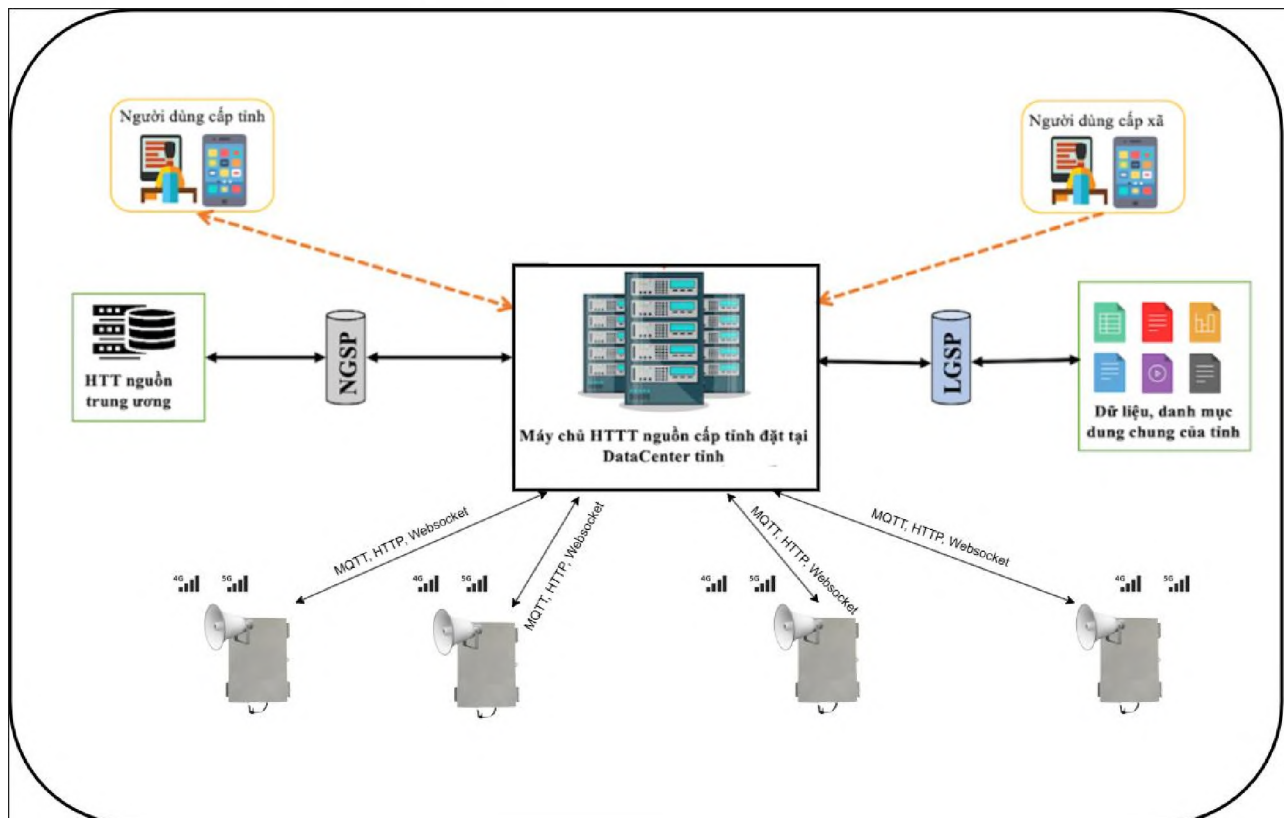 Người dùng cấp tỉnh
Người dùng cấp xã
HTT nguồn
trung ương
NGSP
Máy chủ HTTT nguồn cấp tỉnh đặt tại
DataCenter tỉnh
LGSP
Dữ liệu, danh mục
dung chung của tỉnh
MQTT, HTTP, Websocket
MQTT, HTTP, Websocket
MQTT, HTTP, Websocket
MQTT, HTTP, Websocket
4G 5G
4G 5G
4G 5G
4G 5G